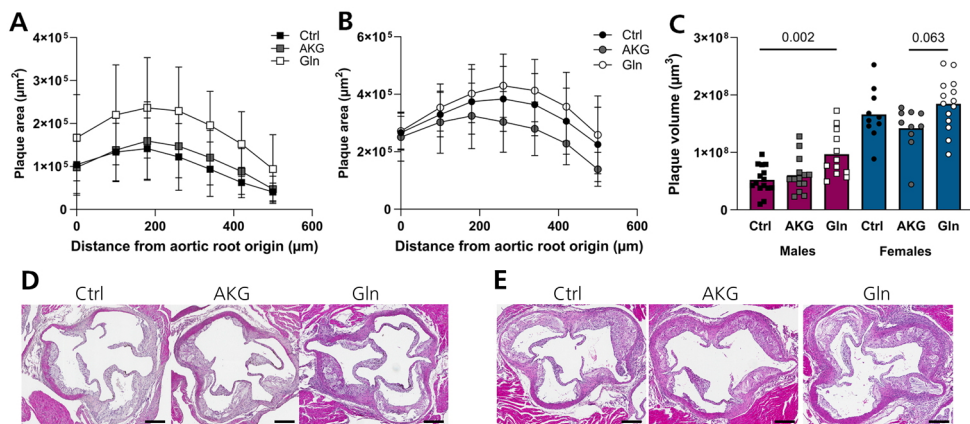 A
Plaque area (μm²)
4×10⁵
3×10⁵
2×10⁵
1×10⁵
0
0
200
400
600
Distance from aortic root origin (μm)
Ctrl
AKG
Gln
B
Plaque area (μm²)
6×10⁵
4×10⁵
2×10⁵
0
0
200
400
600
Distance from aortic root origin (μm)
Ctrl
AKG
Gln
C
Plaque volume (μm³)
3×10⁸
2×10⁸
1×10⁸
0
0.002
0.063
Ctrl AKG Gln Ctrl AKG Gln
Males Females
D
Ctrl AKG Gln
E
Ctrl AKG Gln